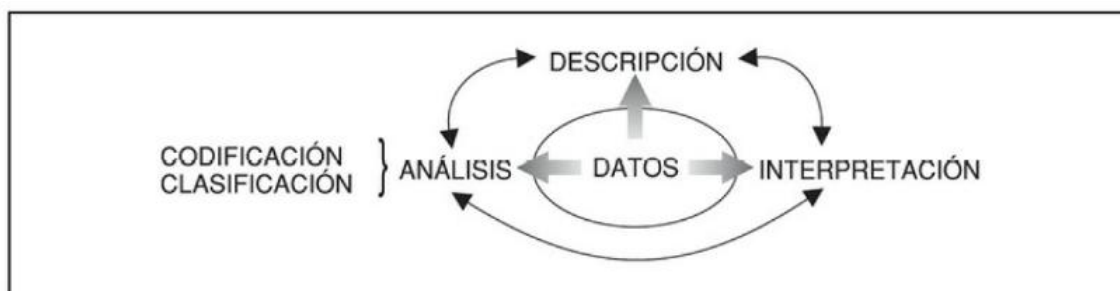 DESCRIPCIÓN
CODIFICACIÓN
CLASIFICACIÓN
ANÁLISIS
DATOS
INTERPRETACIÓN